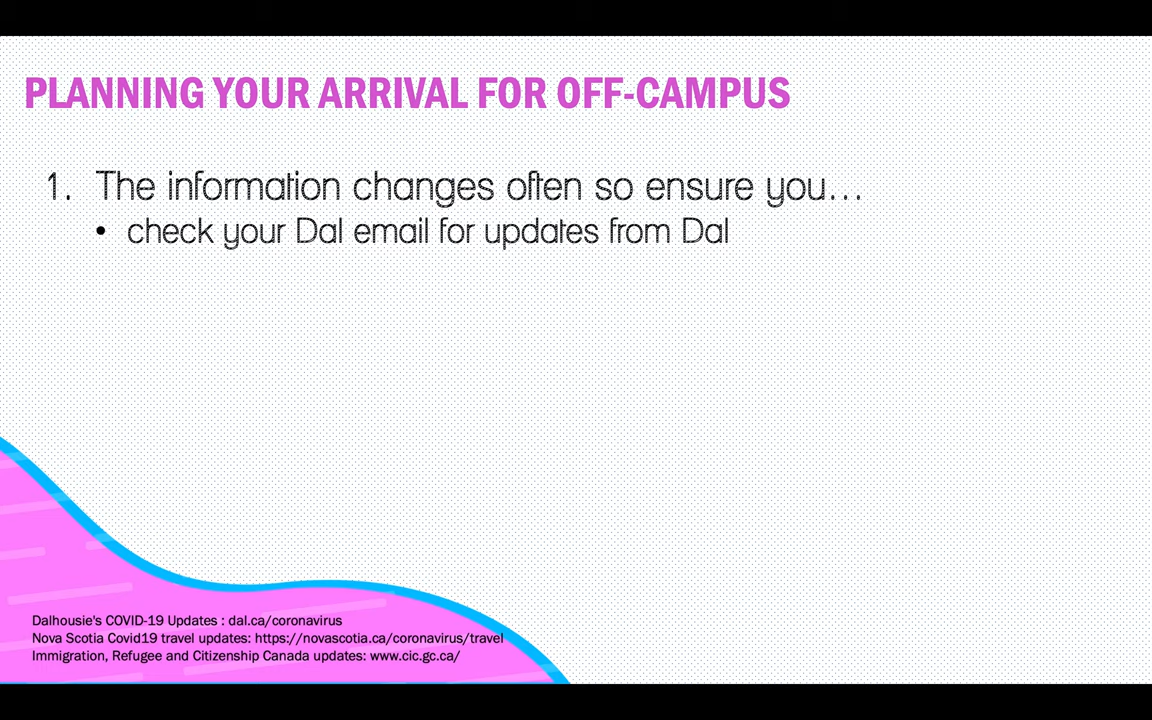 PLANNING YOUR ARRIVAL FOR OFF-CAMPUS
1. The information changes often so ensure you...
• check your Dal email for updates from Dal
Dalhousie's COVID-19 Updates : dal.ca/coronavirus
Nova Scotia Covid19 travel updates: https://novascotia.ca/coronavirus/travel
Immigration, Refugee and Citizenship Canada updates: www.cic.gc.ca/